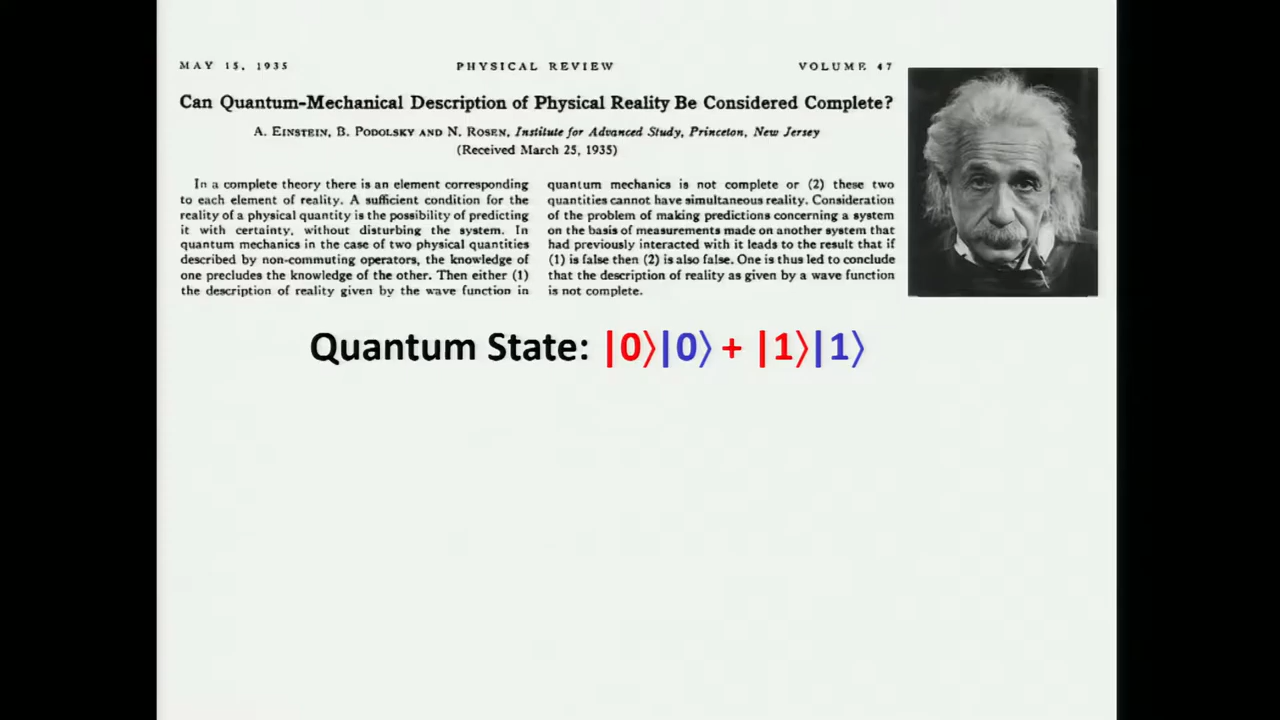 MAY 15, 1935 PHYSICAL REVIEW VOLUME 47
Can Quantum-Mechanical Description of Physical Reality Be Considered Complete?
A. EINSTEIN, B. PODOLSKY AND N. ROSEN, Institute for Advanced Study, Princeton, New Jersey
(Received March 25, 1935)
In a complete theory there is an element corresponding
to each element of reality. A sufficient condition for the
reality of a physical quantity is the possibility of predicting
it with certainty, without disturbing the system. In
quantum mechanics in the case of two physical quantities
described by non-commuting operators, the knowledge of
one precludes the knowledge of the other. Then either (1)
the description of reality given by the wave function in
quantum mechanics is not complete or (2) these two
quantities cannot have simultaneous reality. Consideration
of the problem of making predictions concerning a system
on the basis of measurements made on another system that
had previously interacted with it leads to the result that if
(1) is false then (2) is also false. One is thus led to conclude
that the description of reality as given by a wave function
is not complete.
Quantum State: |0⟩|0⟩ + |1⟩|1⟩